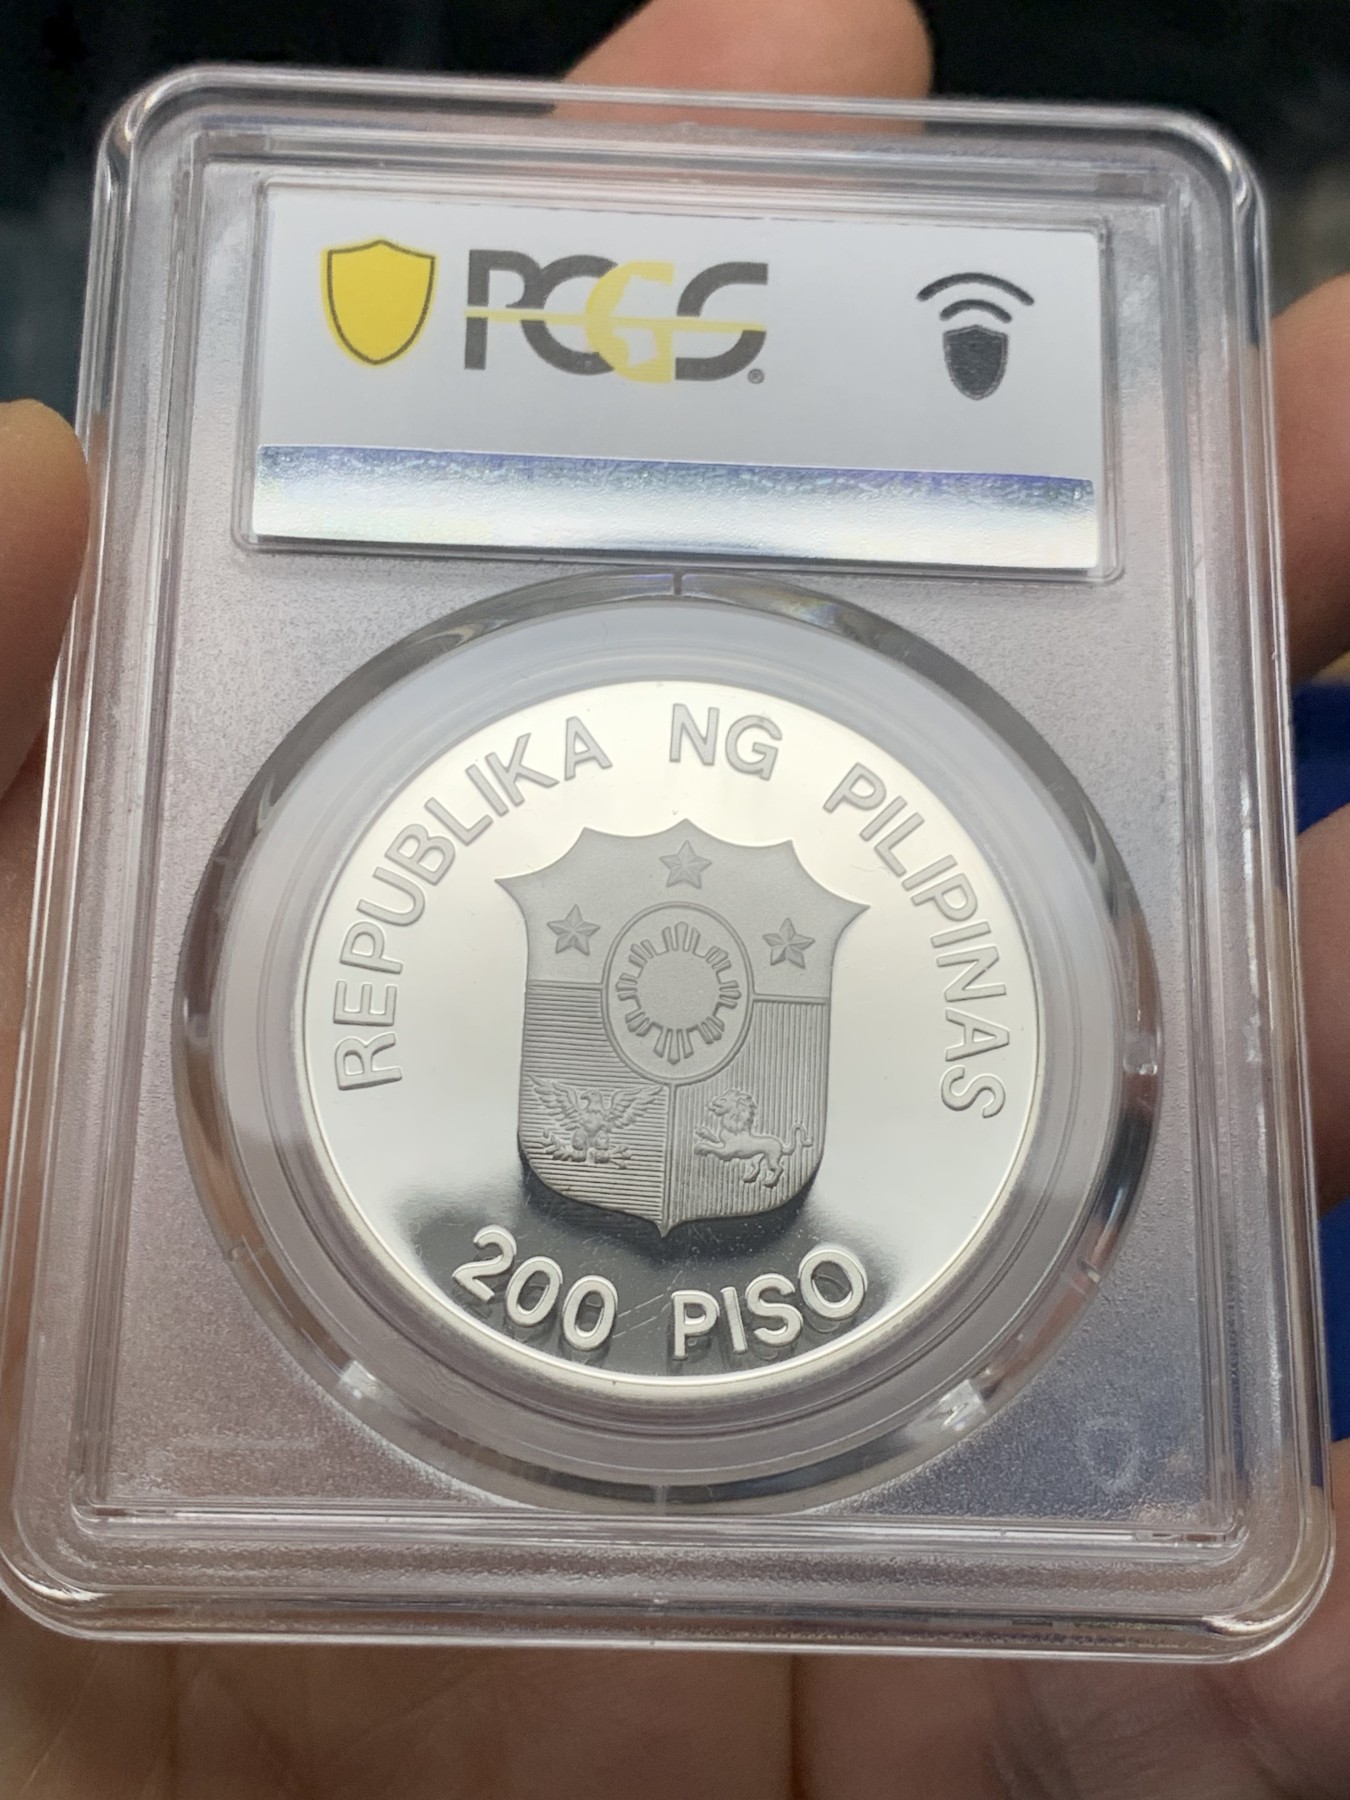 PCGS®
REPUBLIKA NG PILIPINAS
200 PISO